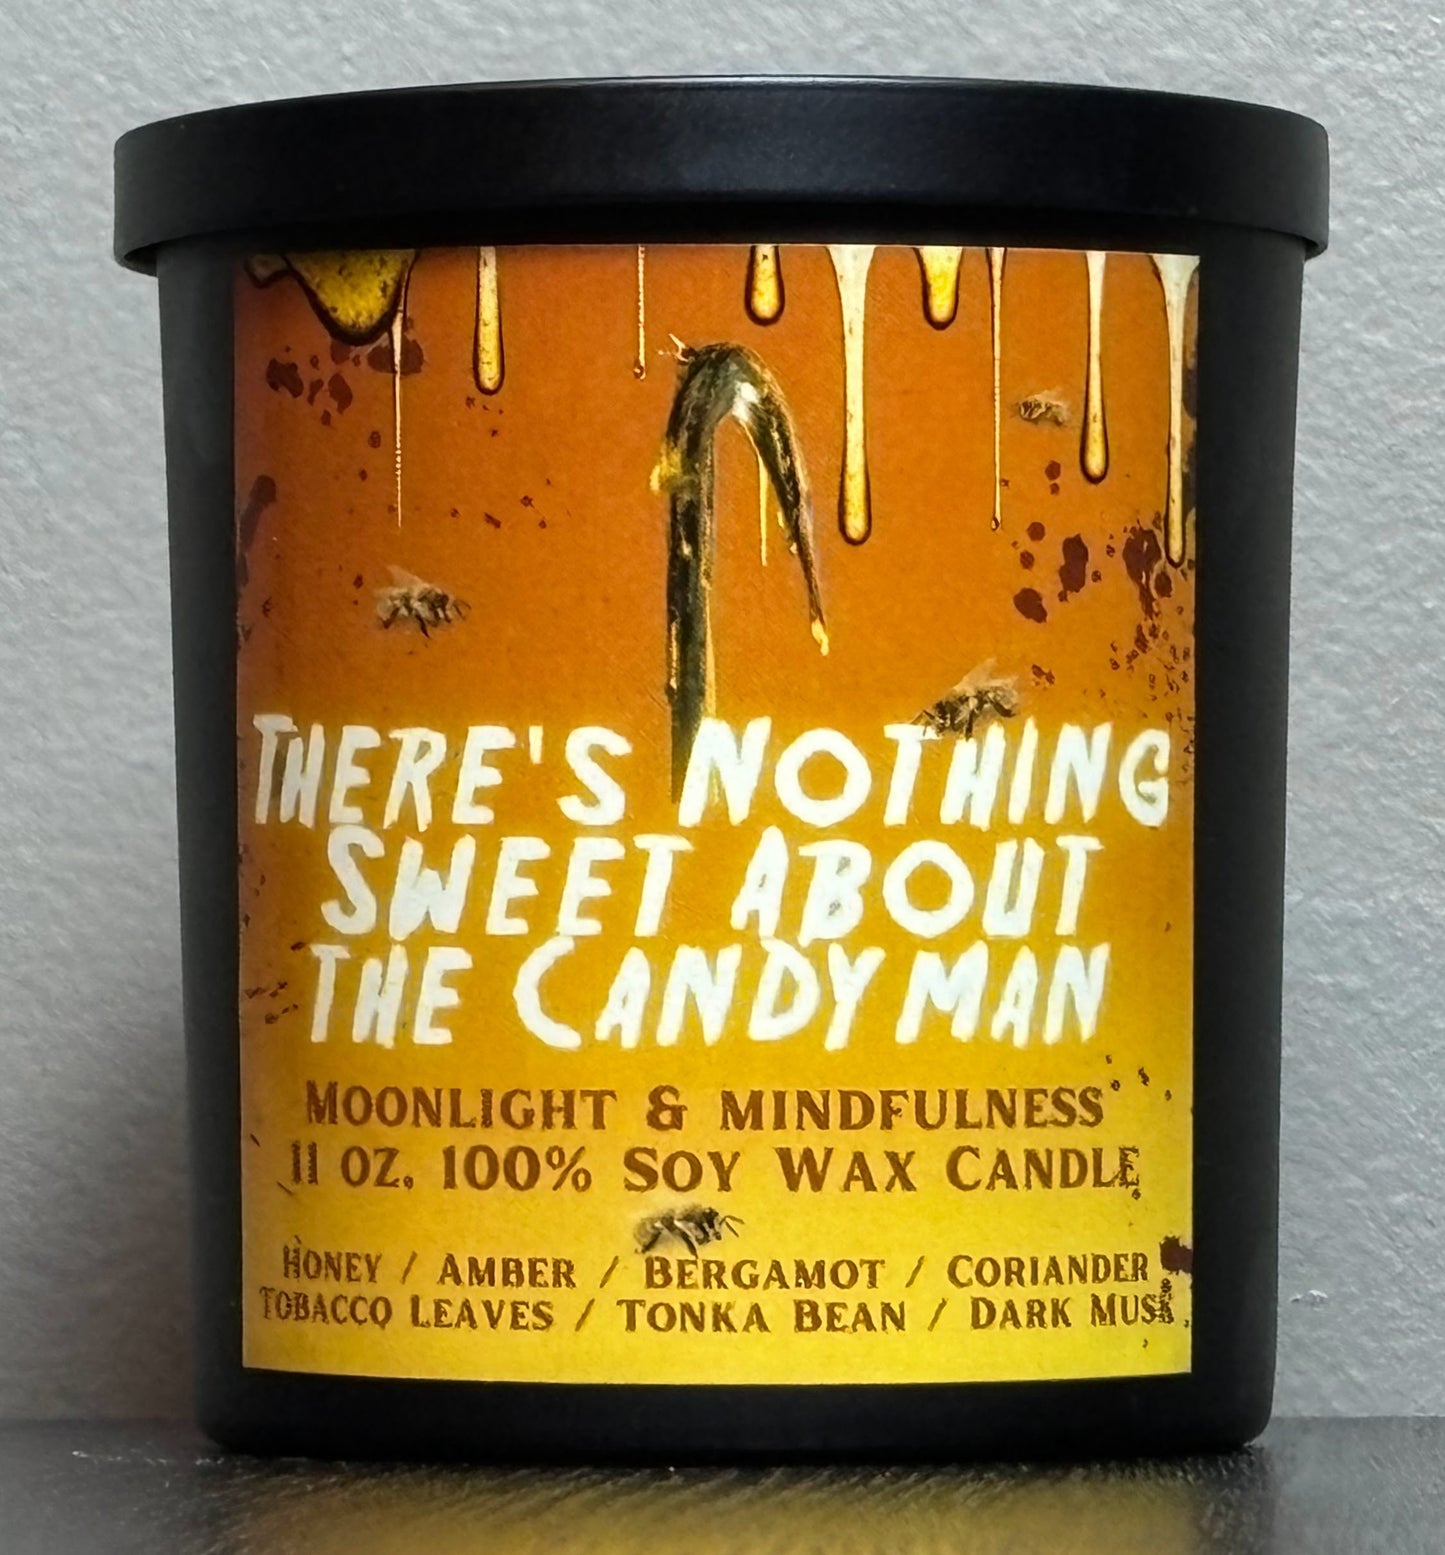 THERE'S NOTHING
SWEET ABOUT
THE CANDY MAN
MOONLIGHT & MINDFULNESS
11 OZ. 100% SOY WAX CANDLE
HONEY / AMBER / BERGAMOT / CORIANDER
TOBACCO LEAVES / TONKA BEAN / DARK MUSK